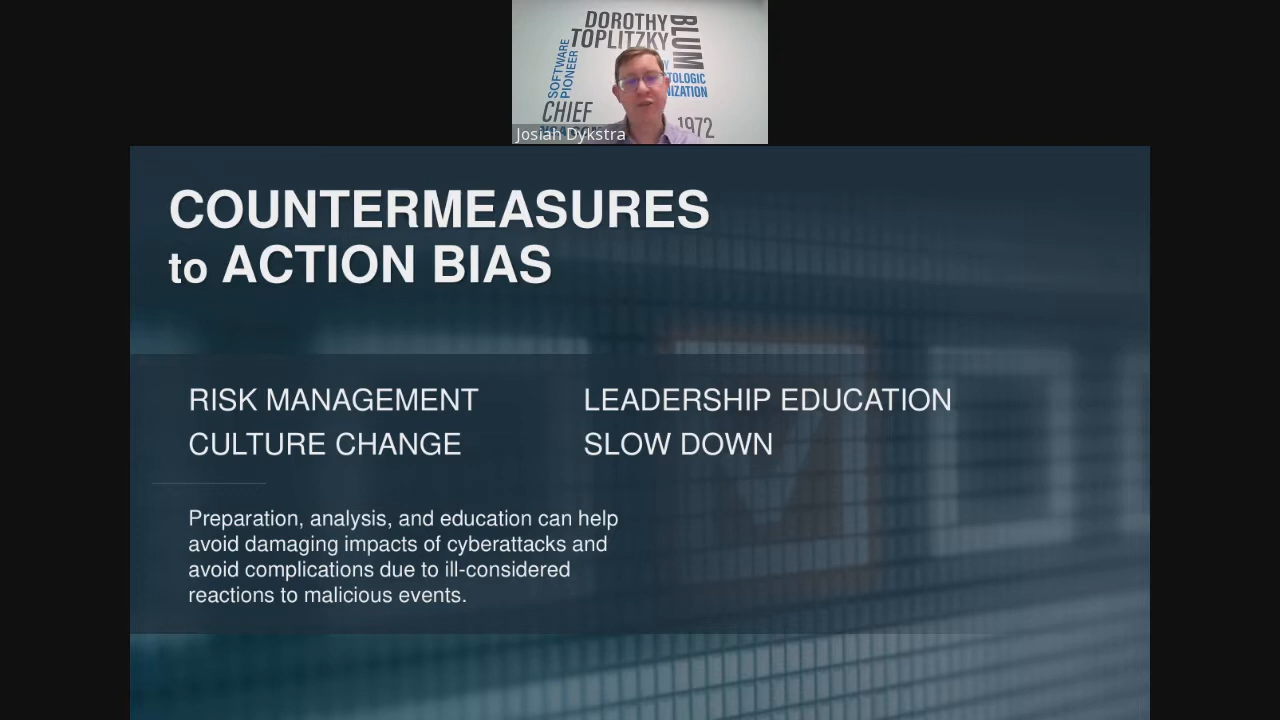 DOROTHY
TOPLITZKY
BLUM
SOFTWARE
PIONEER
CHIEF
1972
Josiah Dykstra
COUNTERMEASURES
to ACTION BIAS
RISK MANAGEMENT
LEADERSHIP EDUCATION
CULTURE CHANGE
SLOW DOWN
Preparation, analysis, and education can help
avoid damaging impacts of cyberattacks and
avoid complications due to ill-considered
reactions to malicious events.